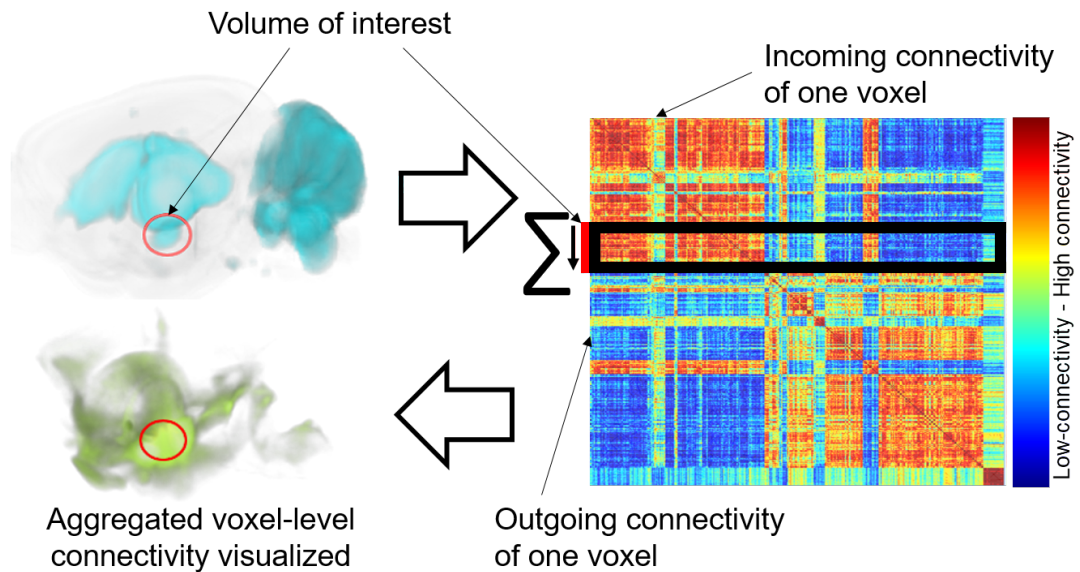 Volume of interest
Incoming connectivity
of one voxel
∑
Low-connectivity - High connectivity
Aggregated voxel-level
connectivity visualized
Outgoing connectivity
of one voxel